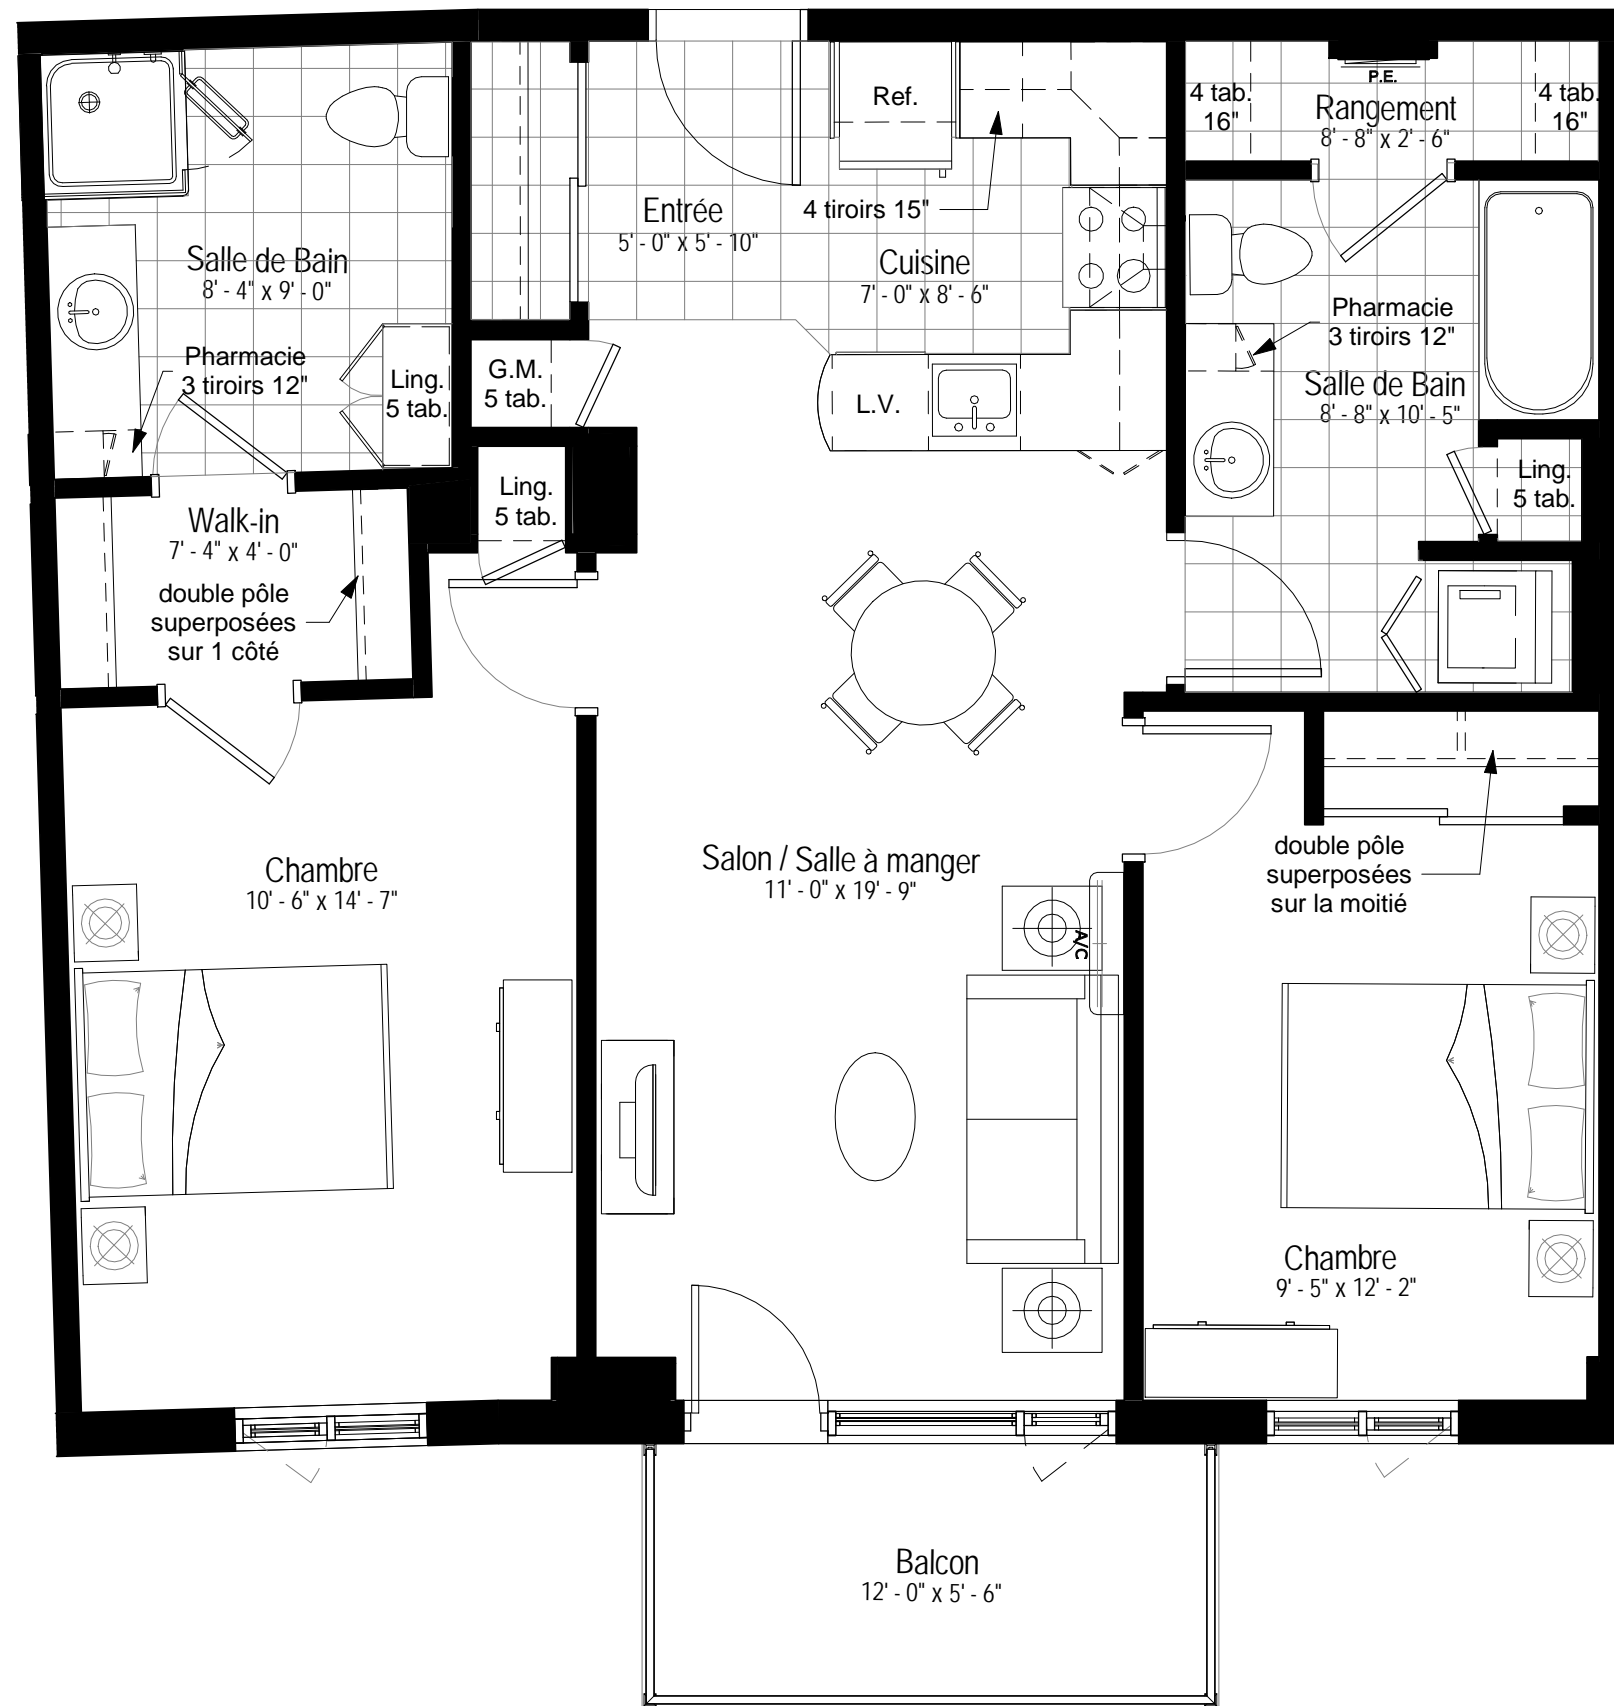 Ref.
P.E.
4 tab.
16"
Rangement
8' - 8" x 2' - 6"
4 tab.
16"
Entrée
5' - 0" x 5' - 10"
4 tiroirs 15"
Cuisine
7' - 0" x 8' - 6"
Salle de Bain
8' - 4" x 9' - 0"
Pharmacie
3 tiroirs 12"
Ling.
5 tab.
G.M.
5 tab.
L.V.
Pharmacie
3 tiroirs 12"
Salle de Bain
8' - 8" x 10' - 5"
Ling.
5 tab.
Ling.
5 tab.
Walk-in
7' - 4" x 4' - 0"
double pôle
superposées
sur 1 côté
Chambre
10' - 6" x 14' - 7"
Salon / Salle à manger
11' - 0" x 19' - 9"
A/C
double pôle
superposées
sur la moitié
Chambre
9' - 5" x 12' - 2"
Balcon
12' - 0" x 5' - 6"